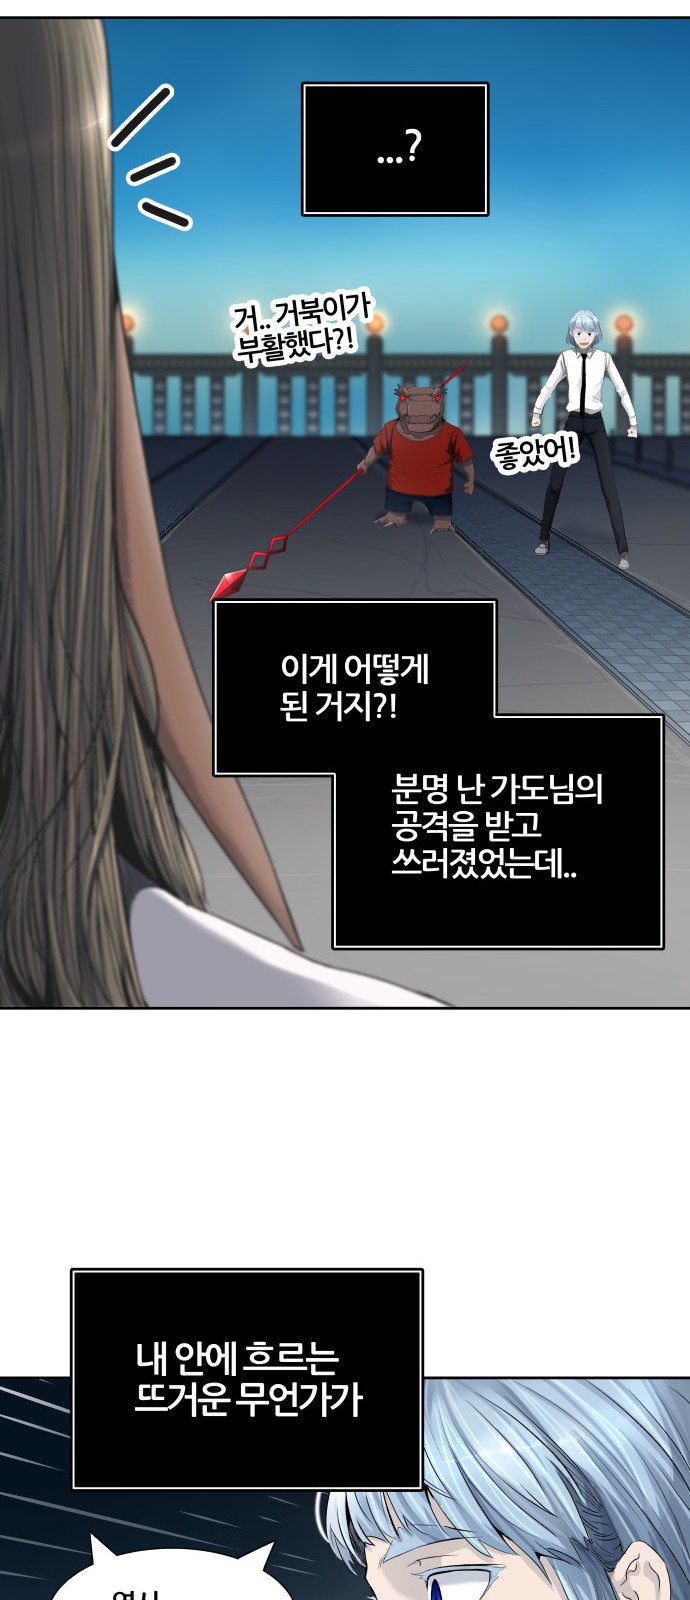 ...?
거.. 거북이가
부활했다?!
좋았어!
이게 어떻게
된 거지?!
분명 난 가도님의
공격을 받고
쓰러졌었는데..
내 안에 흐르는
뜨거운 무언가가